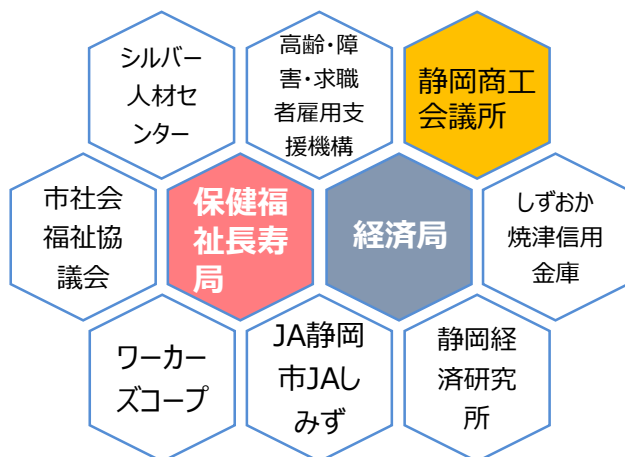 シルバー
人材セ
ンター
高齢・障
害・求職
者雇用支
援機構
静岡商工
会議所
市社会
福祉協
議会
保健福
祉長寿
局
経済局
しずおか
焼津信用
金庫
ワーカー
ズコープ
JA静岡
市JAし
みず
静岡経
済研究
所